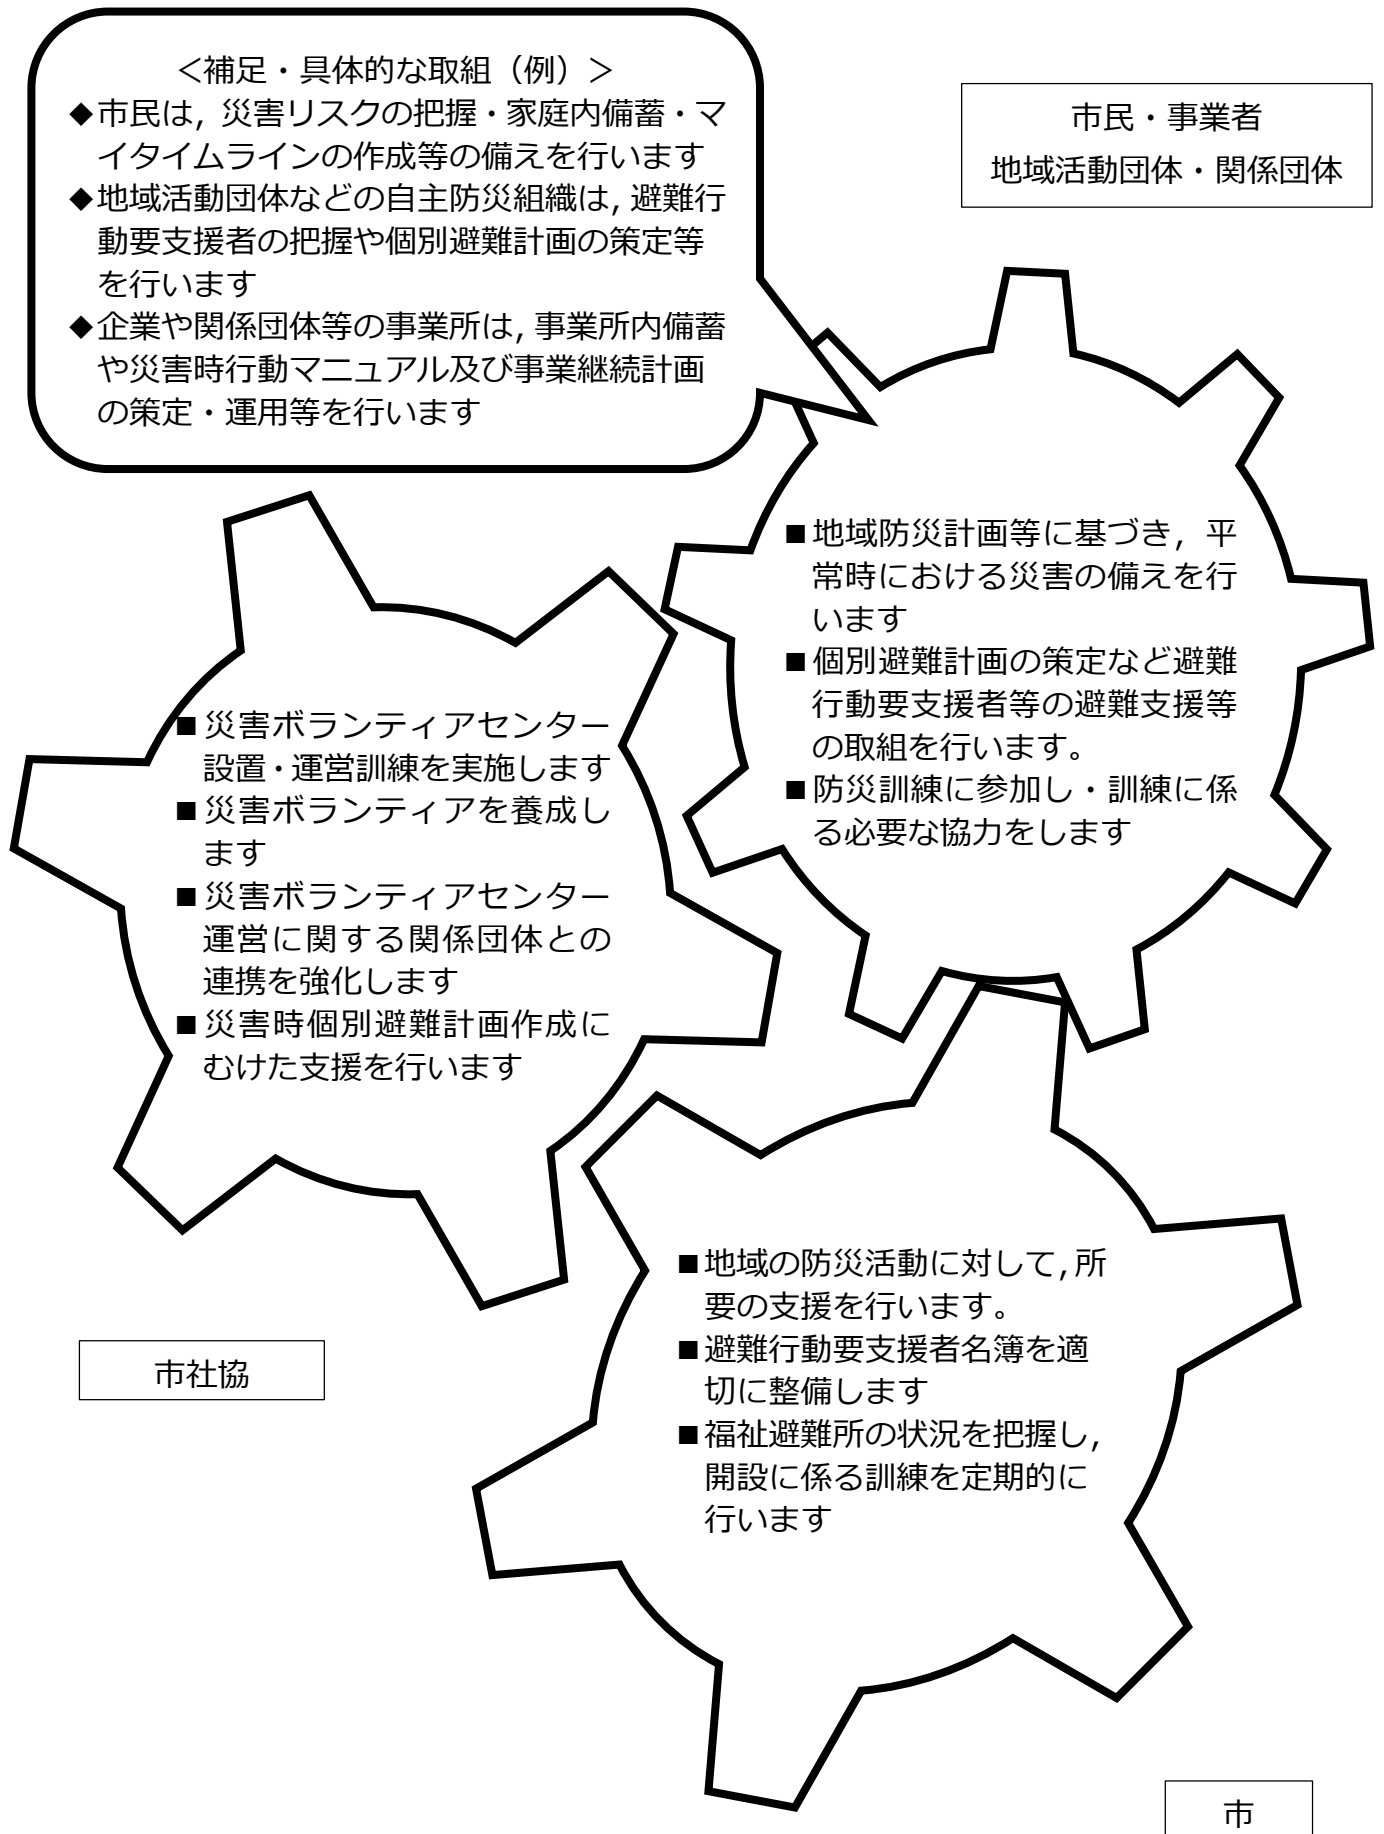 ＜補足・具体的な取組（例）＞
◆市民は，災害リスクの把握・家庭内備蓄・マ
イタイムラインの作成等の備えを行います
◆地域活動団体などの自主防災組織は，避難行
動要支援者の把握や個別避難計画の策定等
を行います
◆企業や関係団体等の事業所は，事業所内備蓄
や災害時行動マニュアル及び事業継続計画
の策定・運用等を行います
市民・事業者
地域活動団体・関係団体
■地域防災計画等に基づき，平
常時における災害の備えを行
います
■個別避難計画の策定など避難
行動要支援者等の避難支援等
の取組を行います。
■防災訓練に参加し・訓練に係
る必要な協力をします
■災害ボランティアセンター
設置・運営訓練を実施します
■災害ボランティアを養成し
ます
■災害ボランティアセンター
運営に関する関係団体との
連携を強化します
■災害時個別避難計画作成に
むけた支援を行います
市社協
■地域の防災活動に対して，所
要の支援を行います。
■避難行動要支援者名簿を適
切に整備します
■福祉避難所の状況を把握し，
開設に係る訓練を定期的に
行います
市